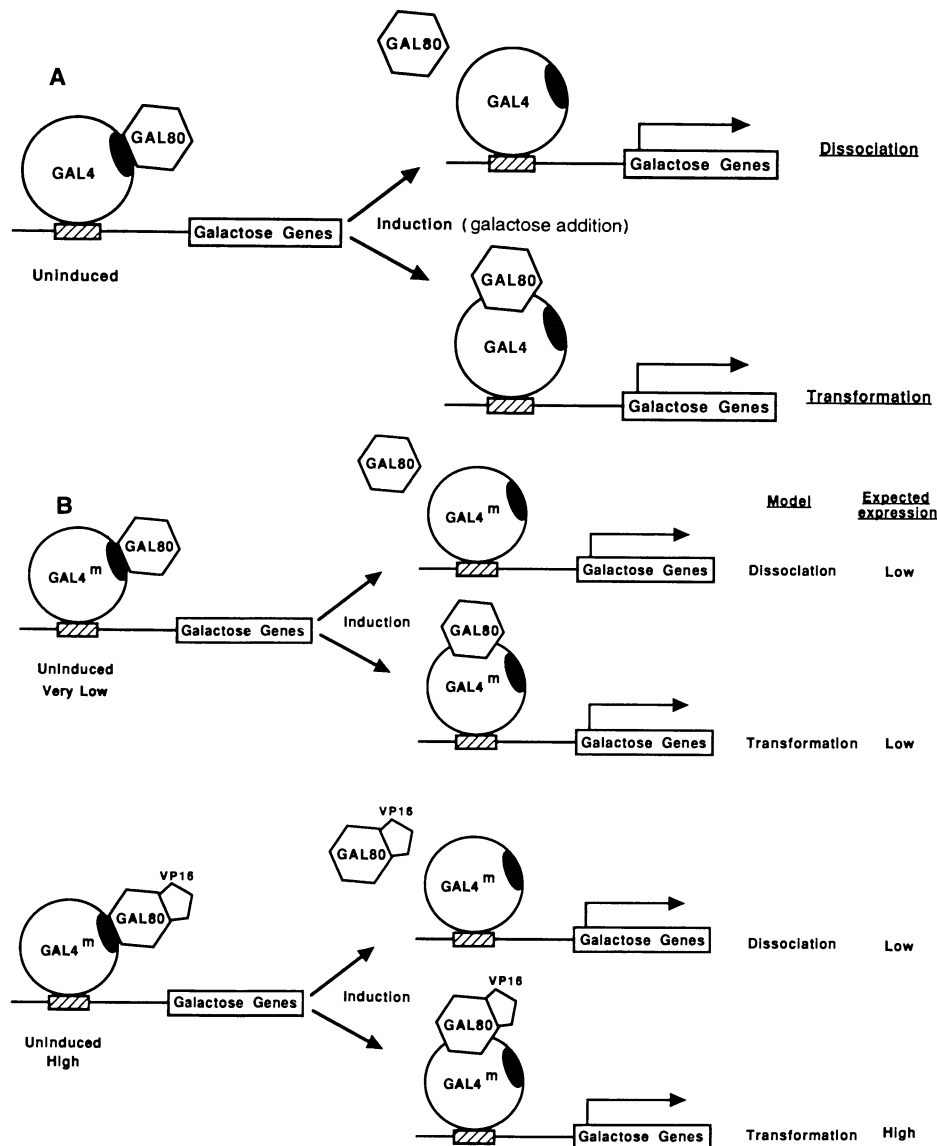 A
GAL80
GAL4
GAL80
GAL4
Galactose Genes
Dissociation
Galactose Genes
Induction (galactose addition)
Uninduced
GAL80
GAL4
Galactose Genes
Transformation
B
GAL80
GAL4 m
Galactose Genes
Model
Expected
expression
Dissociation
Low
GAL80
GAL4 m
Galactose Genes
Induction
Uninduced
Very Low
GAL80
GAL4 m
Galactose Genes
Transformation
Low
VP16
GAL80
GAL4 m
Galactose Genes
Dissociation
Low
VP16
GAL80
GAL4 m
Galactose Genes
Induction
Uninduced
High
VP16
GAL80
GAL4 m
Galactose Genes
Transformation
High